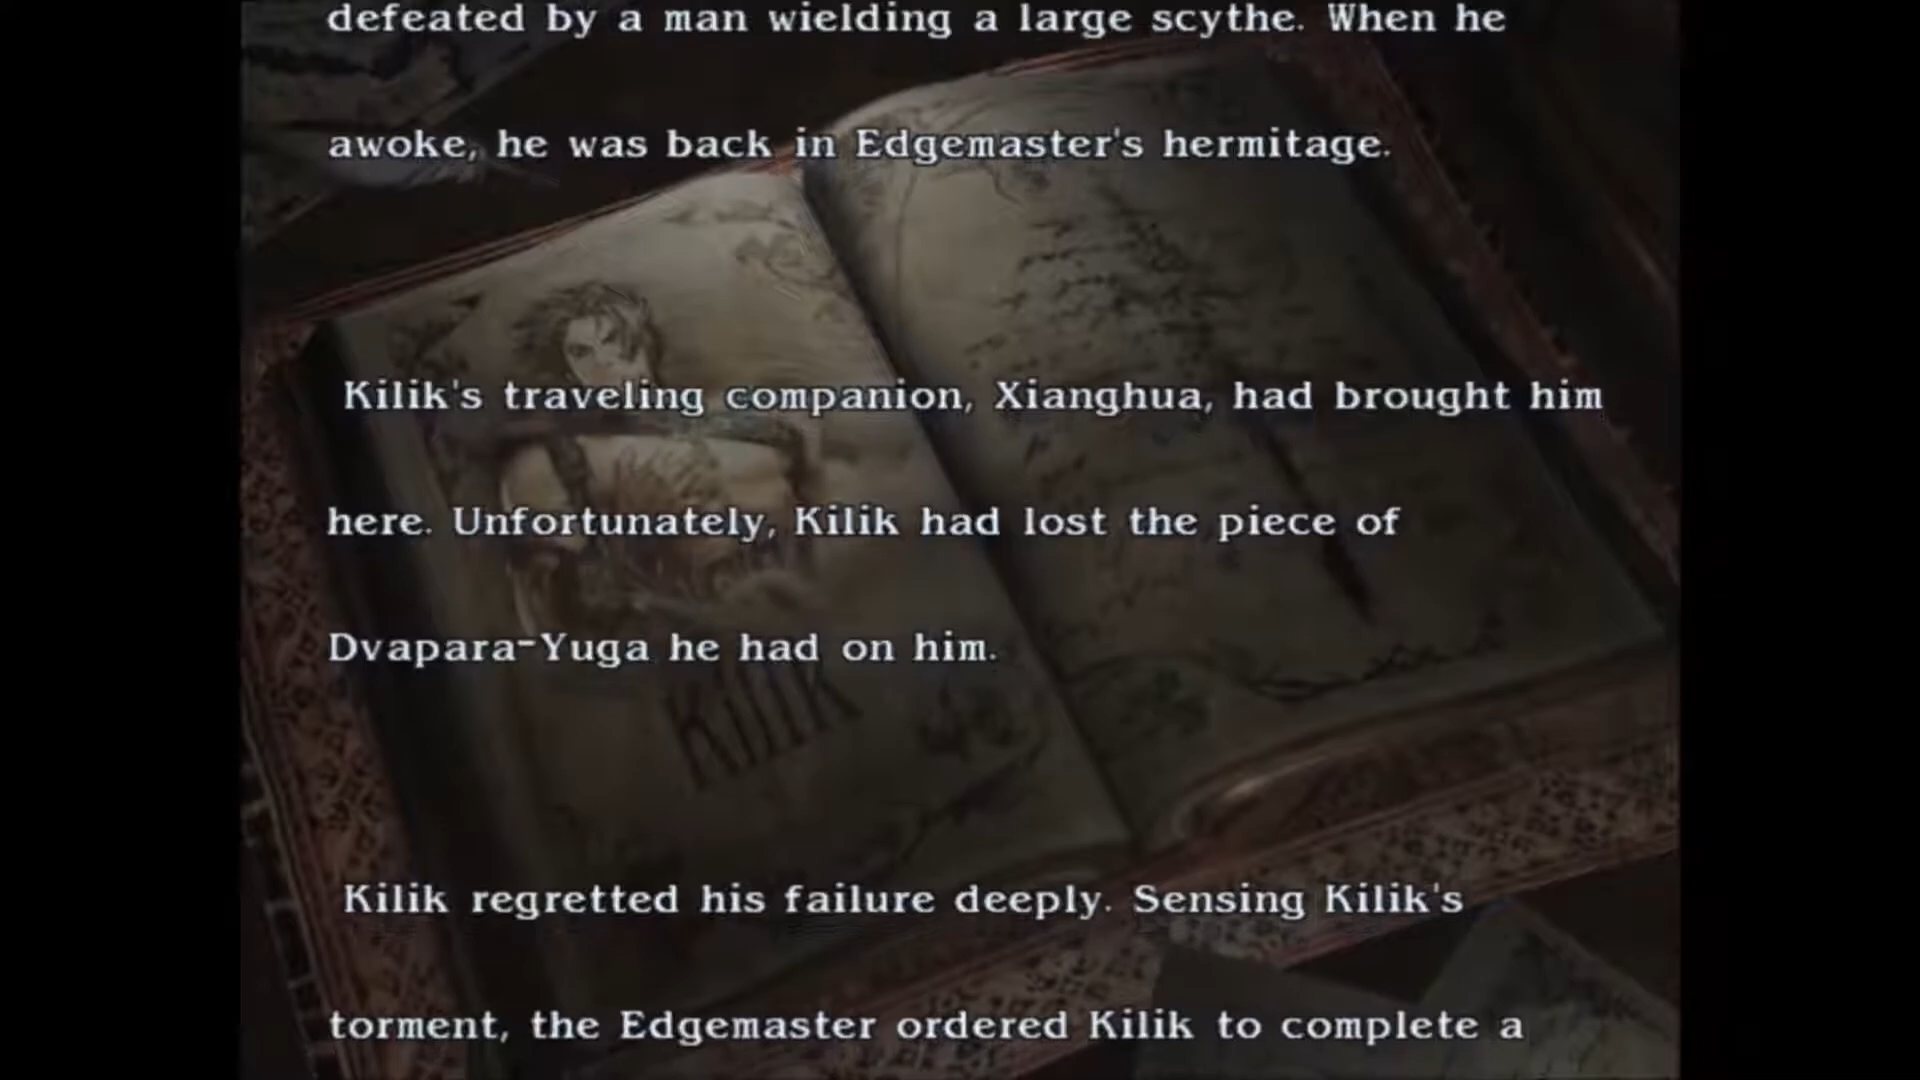 defeated by a man wielding a large scythe. When he
awoke, he was back in Edgemaster's hermitage.
Kilik's traveling companion, Xianghua, had brought him
here. Unfortunately, Kilik had lost the piece of
Dvapara-Yuga he had on him.
Kilik
Kilik regretted his failure deeply. Sensing Kilik's
torment, the Edgemaster ordered Kilik to complete a